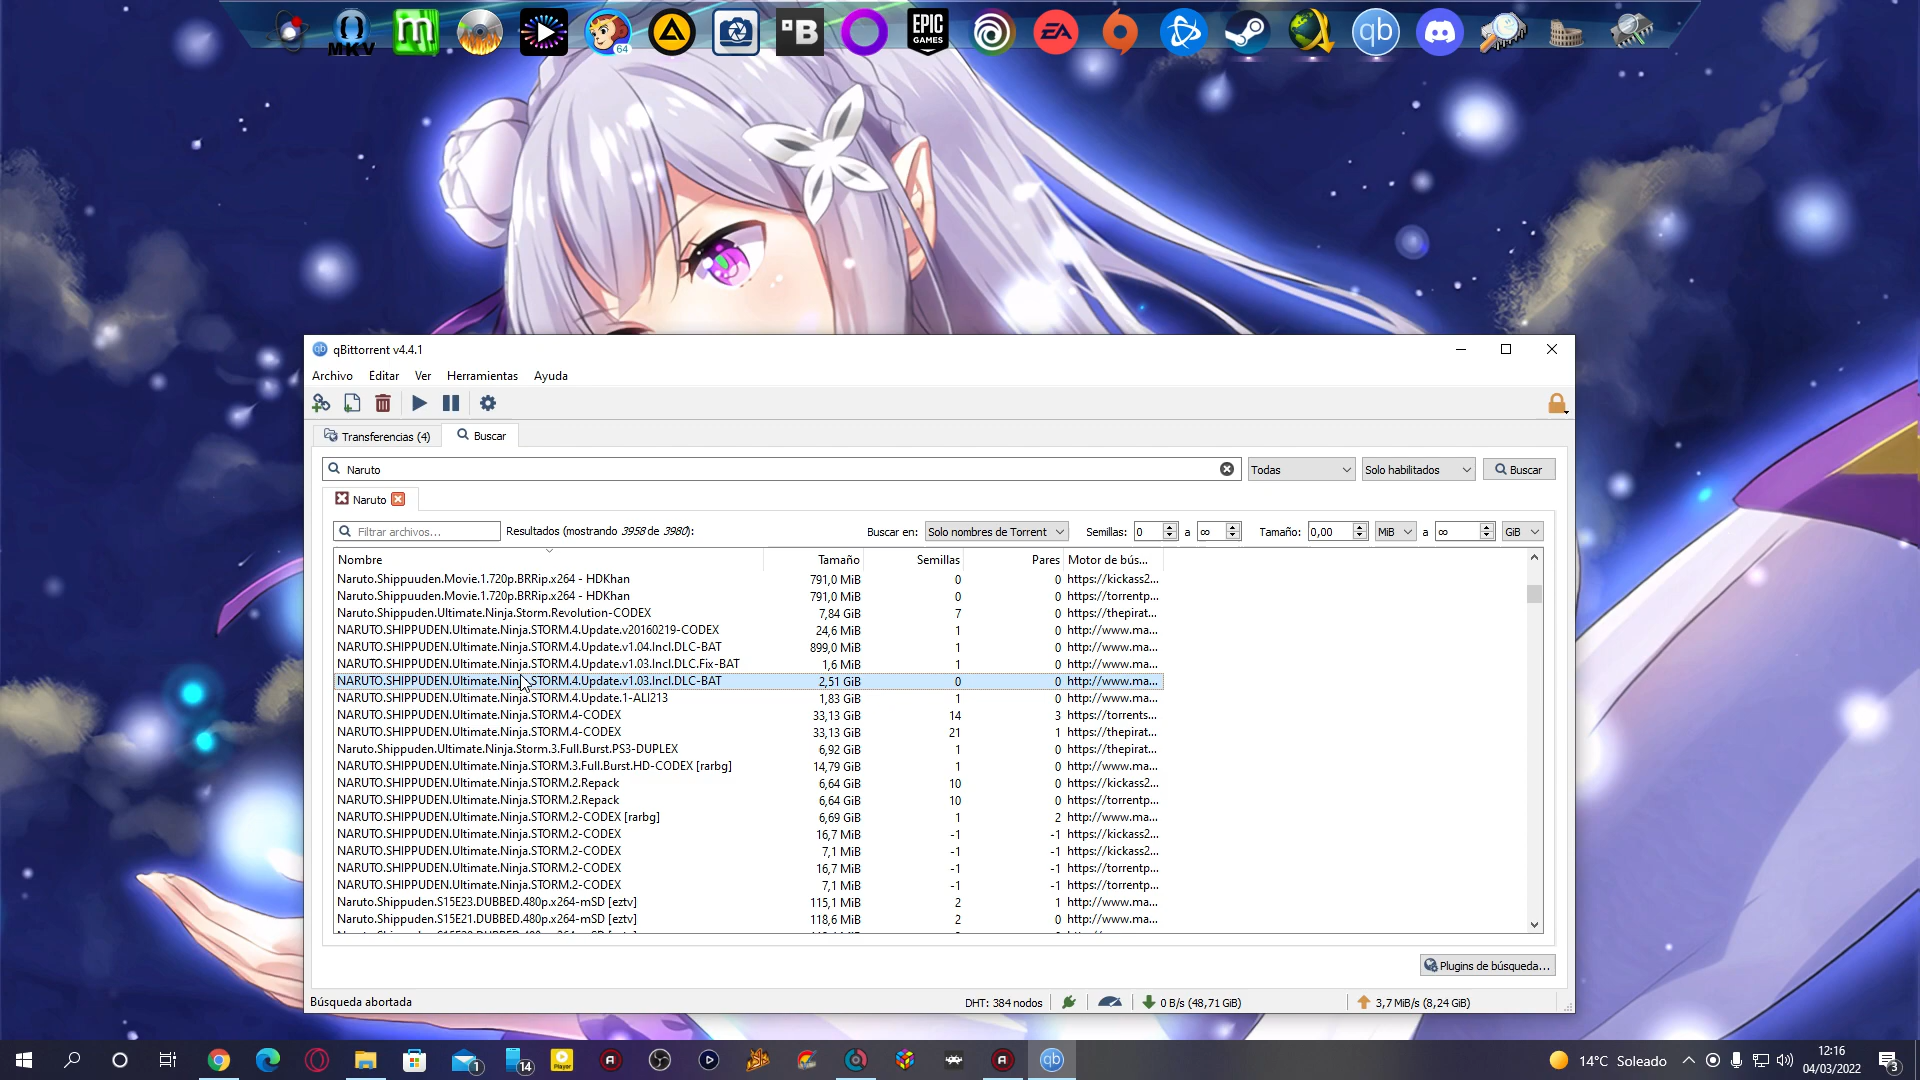 MKV
64
°B
EPIC
GAMES
EA
qb
qBittorrent v4.4.1
Archivo Editar Ver Herramientas Ayuda
Transferencias (4) Buscar
Naruto Todas Solo habilitados Buscar
Naruto
Filtrar archivos... Resultados (mostrando 3958 de 3980): Buscar en: Solo nombres de Torrent Semillas: 0 a ∞ Tamaño: 0,00 MiB a ∞ GiB
Nombre Tamaño Semillas Pares Motor de bús...
Naruto.Shippuuden.Movie.1.720p.BRRip.x264 - HDKhan 791,0 MiB 0 0 https://kickass2...
Naruto.Shippuuden.Movie.1.720p.BRRip.x264 - HDKhan 791,0 MiB 0 0 https://torrentp...
Naruto.Shippuden.Ultimate.Ninja.Storm.Revolution-CODEX 7,84 GiB 7 0 https://thepirat...
NARUTO.SHIPPUDEN.Ultimate.Ninja.STORM.4.Update.v20160219-CODEX 24,6 MiB 1 0 http://www.ma...
NARUTO.SHIPPUDEN.Ultimate.Ninja.STORM.4.Update.v1.04.Incl.DLC-BAT 899,0 MiB 1 0 http://www.ma...
NARUTO.SHIPPUDEN.Ultimate.Ninja.STORM.4.Update.v1.03.Incl.DLC.Fix-BAT 1,6 MiB 1 0 http://www.ma...
NARUTO.SHIPPUDEN.Ultimate.Ninja.STORM.4.Update.v1.03.Incl.DLC-BAT 2,51 GiB 0 0 http://www.ma...
NARUTO.SHIPPUDEN.Ultimate.Ninja.STORM.4.Update.1-ALI213 1,83 GiB 1 0 http://www.ma...
NARUTO.SHIPPUDEN.Ultimate.Ninja.STORM.4-CODEX 33,13 GiB 14 3 https://torrents...
NARUTO.SHIPPUDEN.Ultimate.Ninja.STORM.4-CODEX 33,13 GiB 21 1 https://thepirat...
Naruto.Shippuden.Ultimate.Ninja.Storm.3.Full.Burst.PS3-DUPLEX 6,92 GiB 1 0 https://thepirat...
NARUTO.SHIPPUDEN.Ultimate.Ninja.STORM.3.Full.Burst.HD-CODEX [rarbg] 14,79 GiB 1 0 http://www.ma...
NARUTO.SHIPPUDEN.Ultimate.Ninja.STORM.2.Repack 6,64 GiB 10 0 https://kickass2...
NARUTO.SHIPPUDEN.Ultimate.Ninja.STORM.2.Repack 6,64 GiB 10 0 https://torrentp...
NARUTO.SHIPPUDEN.Ultimate.Ninja.STORM.2-CODEX [rarbg] 6,69 GiB 1 2 http://www.ma...
NARUTO.SHIPPUDEN.Ultimate.Ninja.STORM.2-CODEX 16,7 MiB -1 -1 https://kickass2...
NARUTO.SHIPPUDEN.Ultimate.Ninja.STORM.2-CODEX 7,1 MiB -1 -1 https://kickass2...
NARUTO.SHIPPUDEN.Ultimate.Ninja.STORM.2-CODEX 16,7 MiB -1 -1 https://torrentp...
NARUTO.SHIPPUDEN.Ultimate.Ninja.STORM.2-CODEX 7,1 MiB -1 -1 https://torrentp...
Naruto.Shippuden.S15E23.DUBBED.480p.x264-mSD [eztv] 115,1 MiB 2 1 http://www.ma...
Naruto.Shippuden.S15E21.DUBBED.480p.x264-mSD [eztv] 118,6 MiB 2 0 http://www.ma...
Plugins de búsqueda...
Búsqueda abortada DHT: 384 nodos 0 B/s (48,71 GiB) 3,7 MiB/s (8,24 GiB)
1 14 Player qb 14°C Soleado 12:16
04/03/2022 3